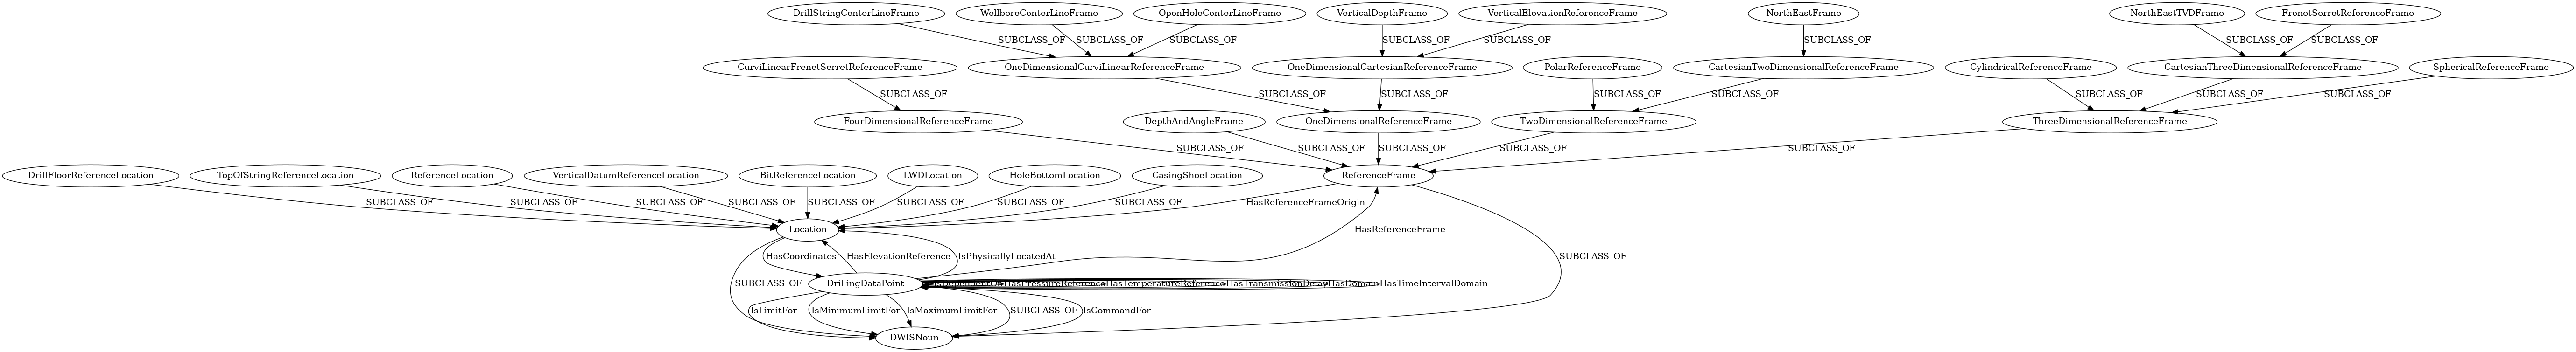 DrillStringCenterLineFrame
WellboreCenterLineFrame
OpenHoleCenterLineFrame
VerticalDepthFrame
VerticalElevationReferenceFrame
NorthEastFrame
NorthEastTVDFrame
FrenetSerretReferenceFrame
SUBCLASS_OF
SUBCLASS_OF
SUBCLASS_OF
SUBCLASS_OF
SUBCLASS_OF
SUBCLASS_OF
SUBCLASS_OF
SUBCLASS_OF
CurviLinearFrenetSerretReferenceFrame
OneDimensionalCurviLinearReferenceFrame
OneDimensionalCartesianReferenceFrame
PolarReferenceFrame
CartesianTwoDimensionalReferenceFrame
CylindricalReferenceFrame
CartesianThreeDimensionalReferenceFrame
SphericalReferenceFrame
SUBCLASS_OF
SUBCLASS_OF
SUBCLASS_OF
SUBCLASS_OF
SUBCLASS_OF
SUBCLASS_OF
SUBCLASS_OF
SUBCLASS_OF
FourDimensionalReferenceFrame
DepthAndAngleFrame
OneDimensionalReferenceFrame
TwoDimensionalReferenceFrame
ThreeDimensionalReferenceFrame
SUBCLASS_OF
SUBCLASS_OF
SUBCLASS_OF
SUBCLASS_OF
SUBCLASS_OF
DrillFloorReferenceLocation
TopOfStringReferenceLocation
ReferenceLocation
VerticalDatumReferenceLocation
BitReferenceLocation
LWDLocation
HoleBottomLocation
CasingShoeLocation
ReferenceFrame
SUBCLASS_OF
SUBCLASS_OF
SUBCLASS_OF
SUBCLASS_OF
SUBCLASS_OF
SUBCLASS_OF
SUBCLASS_OF
SUBCLASS_OF
HasReferenceFrameOrigin
Location
HasReferenceFrame
HasCoordinates
HasElevationReference
IsPhysicallyLocatedAt
SUBCLASS_OF
SUBCLASS_OF
DrillingDataPoint
IsDependentOn
HasPressureReference
HasTemperatureReference
HasTransmissionDelay
HasDomain
HasTimeIntervalDomain
IsLimitFor
IsMinimumLimitFor
IsMaximumLimitFor
SUBCLASS_OF
IsCommandFor
DWISNoun